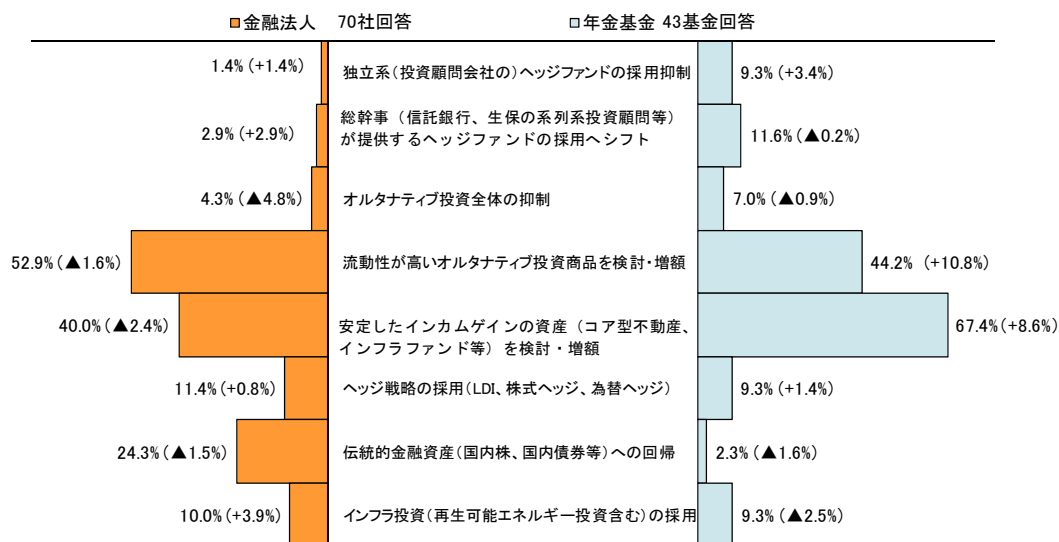 ■金融法人　70社回答
■年金基金 43基金回答
1.4% (+1.4%)
独立系(投資顧問会社の)ヘッジファンドの採用抑制
9.3% (+3.4%)
2.9% (+2.9%)
総幹事（信託銀行、生保の系列系投資顧問等）
が提供するヘッジファンドの採用へシフト
11.6% (▲0.2%)
4.3% (▲4.8%)
オルタナティブ投資全体の抑制
7.0% (▲0.9%)
52.9% (▲1.6%)
流動性が高いオルタナティブ投資商品を検討・増額
44.2% (+10.8%)
40.0% (▲2.4%)
安定したインカムゲインの資産（コア型不動産、
インフラファンド等）を検討・増額
67.4% (+8.6%)
11.4% (+0.8%)
ヘッジ戦略の採用(LDI、株式ヘッジ、為替ヘッジ)
9.3% (+1.4%)
24.3% (▲1.5%)
伝統的金融資産(国内株、国内債券等)への回帰
2.3% (▲1.6%)
10.0% (+3.9%)
インフラ投資(再生可能エネルギー投資含む)の採用
9.3% (▲2.5%)